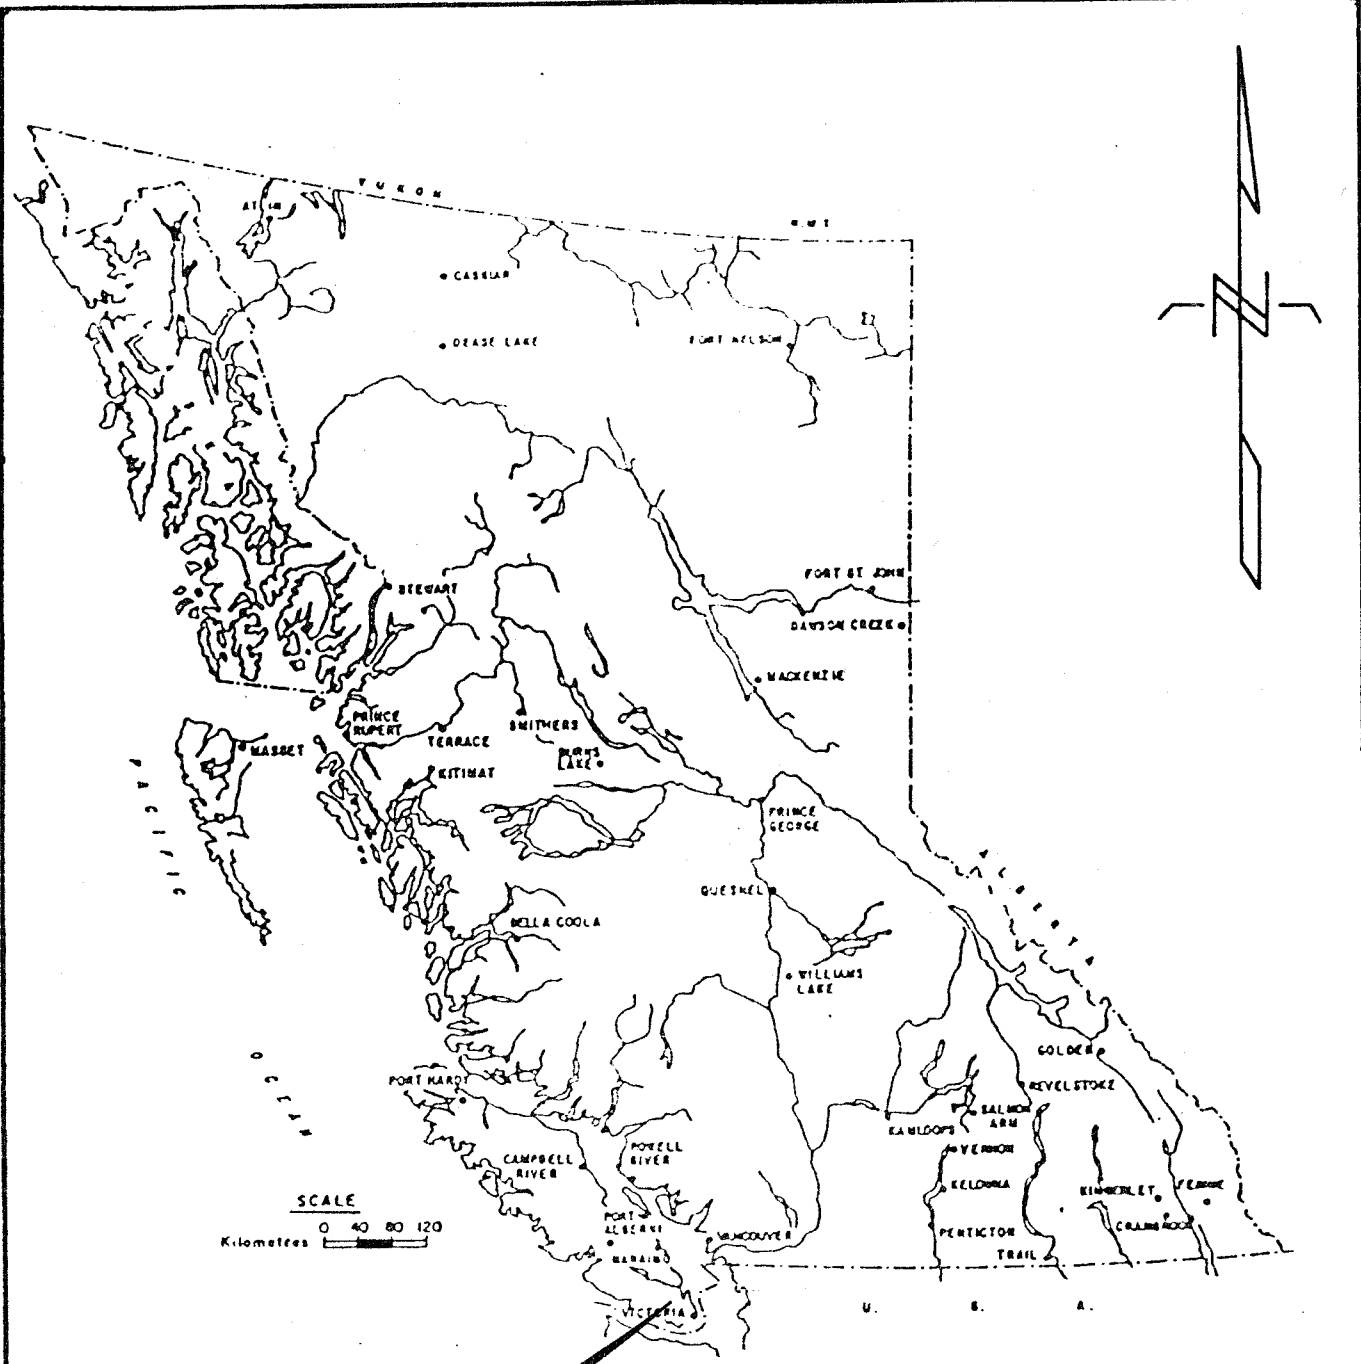 YUKON
N.W.T
ATLIN
CASSIAR
DEASE LAKE
FORT NELSON
N
STEWART
FORT ST. JOHN
DAWSON CREEK
MACKENZIE
PRINCE
RUPERT
SMITHERS
TERRACE
MASSET
BURNS
LAKE
KITIMAT
PACIFIC
PRINCE
GEORGE
ALBERTA
QUESNEL
BELLA COOLA
WILLIAMS
LAKE
OCEAN
GOLDEN
PORT HARDY
REVELSTOKE
SALMON
ARM
KAMLOOPS
POWELL
RIVER
VERNON
CAMPBELL
RIVER
KELOWNA
KIMBERLEY
FERNIE
SCALE
0 40 80 120
Kilometres
PORT
ALBERNI
CRANBROOK
VANCOUVER
PENTICTON
NANAIMO
TRAIL
VICTORIA
U. S. A.